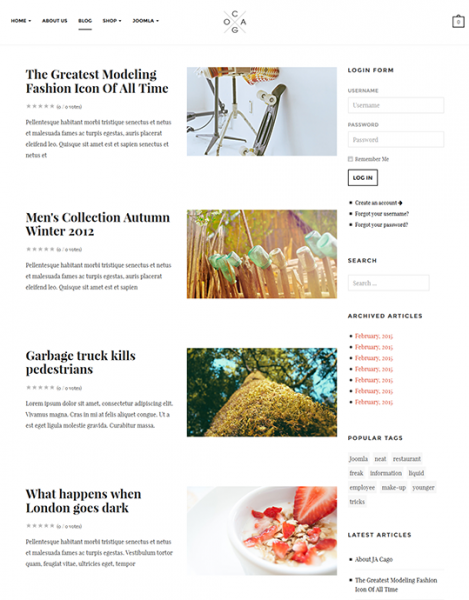 HOME
ABOUT US
BLOG
SHOP
JOOMLA
C
O A
G
0
The Greatest Modeling
Fashion Icon Of All Time
(0 / 0 votes)
Pellentesque habitant morbi tristique senectus et netus
et malesuada fames ac turpis egestas, auris placerat
eleifend leo. Quisque sit amet est et sapien senectus et
netus et
Men's Collection Autumn
Winter 2012
(0 / 0 votes)
Pellentesque habitant morbi tristique senectus et netus
et malesuada fames ac turpis egestas, auris placerat
eleifend leo. Quisque sit amet est et sapien
Garbage truck kills
pedestrians
(0 / 0 votes)
Lorem ipsum dolor sit amet, consectetur adipiscing elit.
Vivamus magna. Cras in mi at felis aliquet congue. Ut a
est eget ligula molestie gravida. Curabitur massa.
What happens when
London goes dark
(0 / 0 votes)
Pellentesque habitant morbi tristique senectus et netus
et malesuada fames ac turpis egestas. Vestibulum tortor
quam, feugiat vitae, ultricies eget, tempor
LOGIN FORM
USERNAME
Username
PASSWORD
Password
Remember Me
LOG IN
Create an account
Forgot your username?
Forgot your password?
SEARCH
Search ...
ARCHIVED ARTICLES
February, 2015
February, 2015
February, 2015
February, 2015
February, 2015
February, 2015
POPULAR TAGS
Joomla neat restaurant
freak information liquid
employee make-up younger
tricks
LATEST ARTICLES
About JA Cago
The Greatest Modeling Fashion
Icon Of All Time